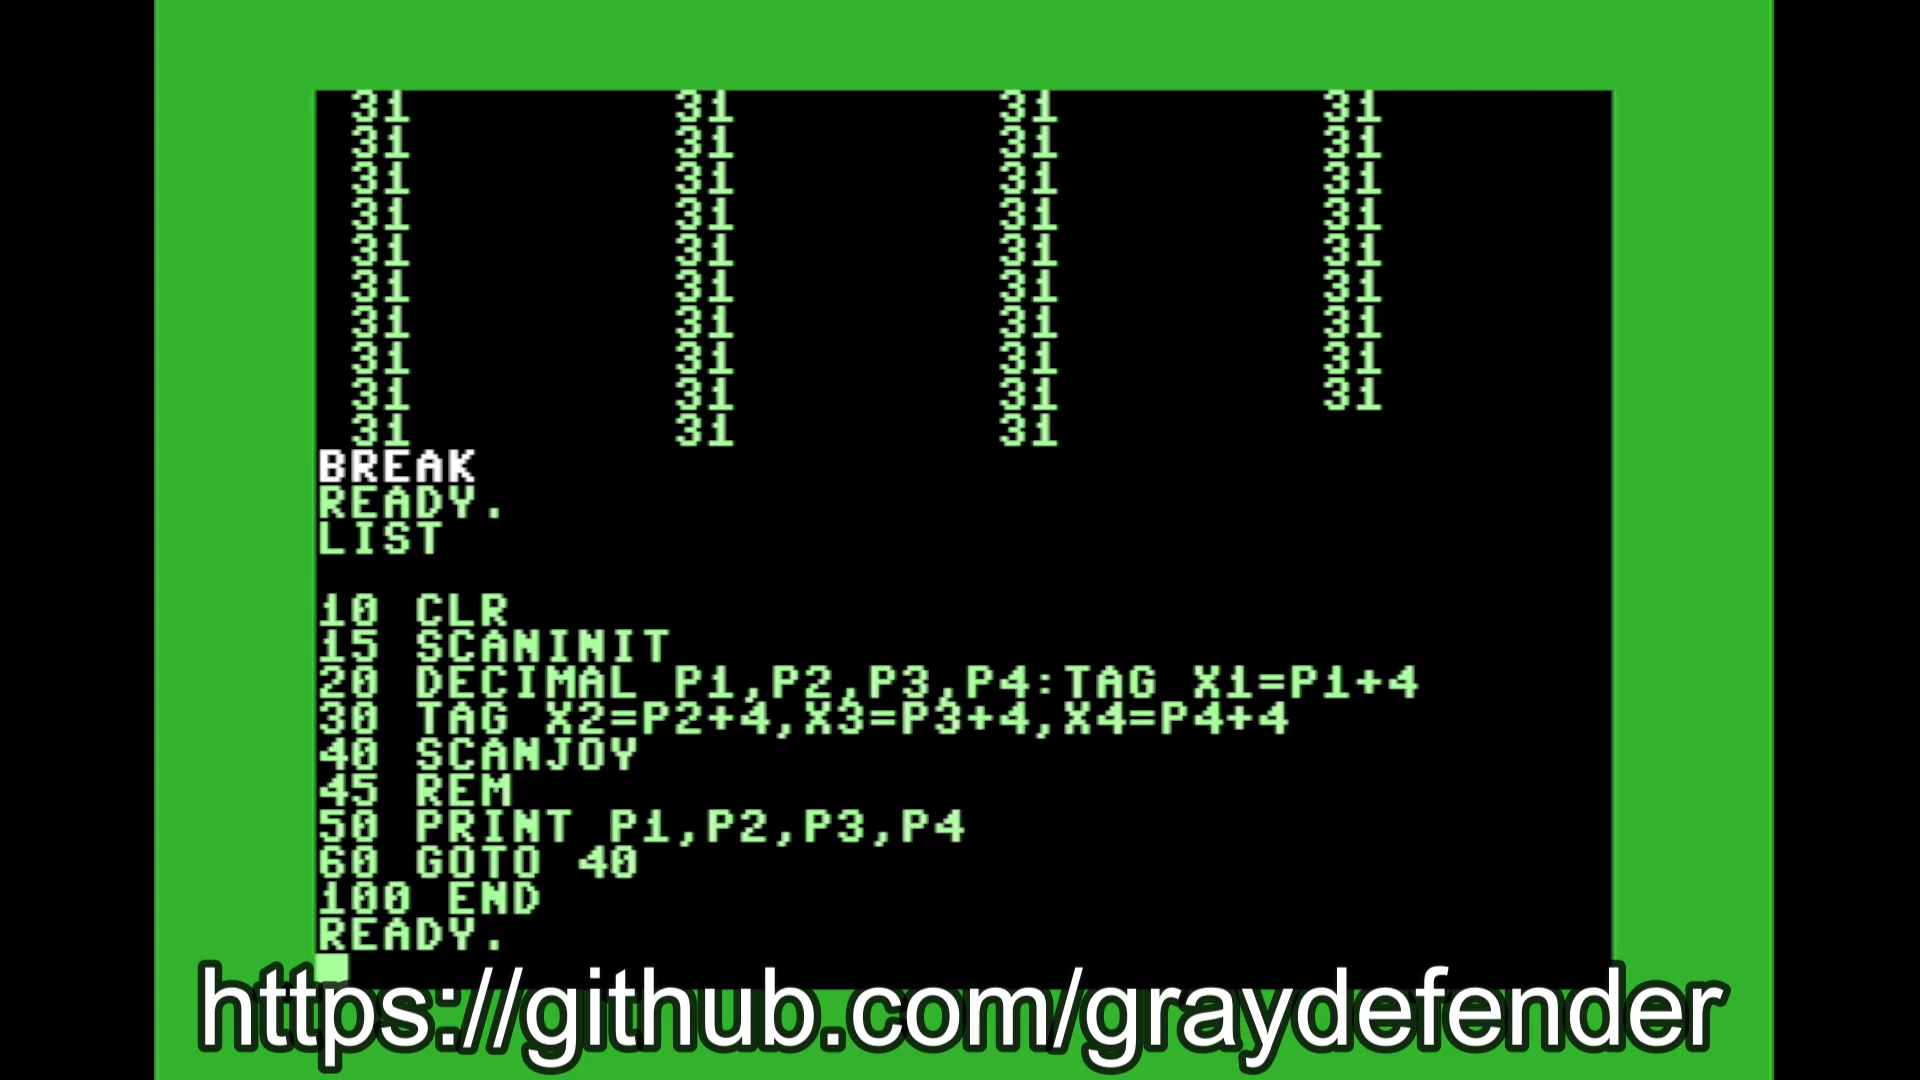 31 31 31 31
31 31 31 31
31 31 31 31
31 31 31 31
31 31 31 31
31 31 31 31
31 31 31 31
31 31 31 31
31 31 31 31
31 31 31
BREAK
READY.
LIST
10 CLR
15 SCANINIT
20 DECIMAL P1,P2,P3,P4:TAG X1=P1+4
30 TAG X2=P2+4,X3=P3+4,X4=P4+4
40 SCANJOY
45 REM
50 PRINT P1,P2,P3,P4
60 GOTO 40
100 END
READY.
https://github.com/graydefender